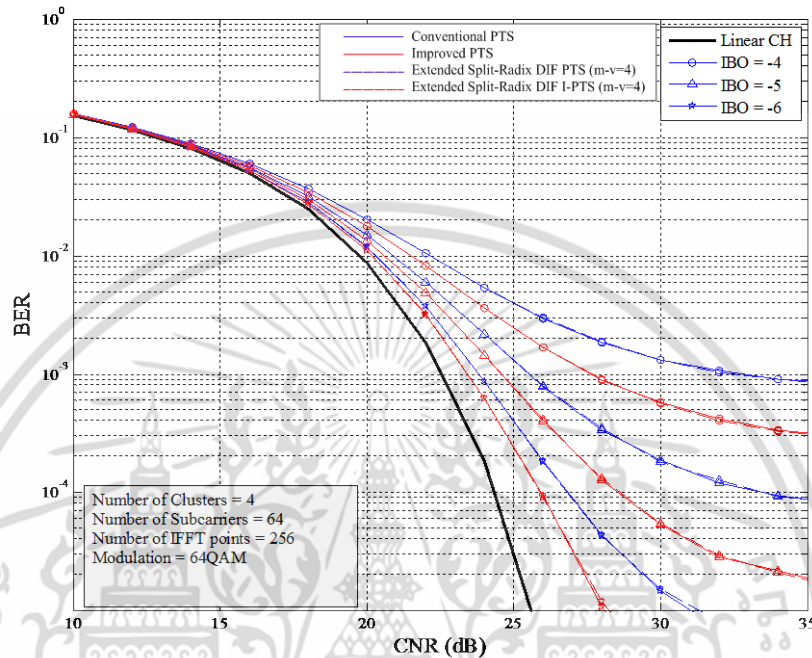 Conventional PTS
Improved PTS
Extended Split-Radix DIF PTS (m-v=4)
Extended Split-Radix DIF I-PTS (m-v=4)
Linear CH
IBO = -4
IBO = -5
IBO = -6
10^0
10^-1
10^-2
10^-3
10^-4
BER
Number of Clusters = 4
Number of Subcarriers = 64
Number of IFFT points = 256
Modulation = 64QAM
10 15 20 25 30 35
CNR (dB)